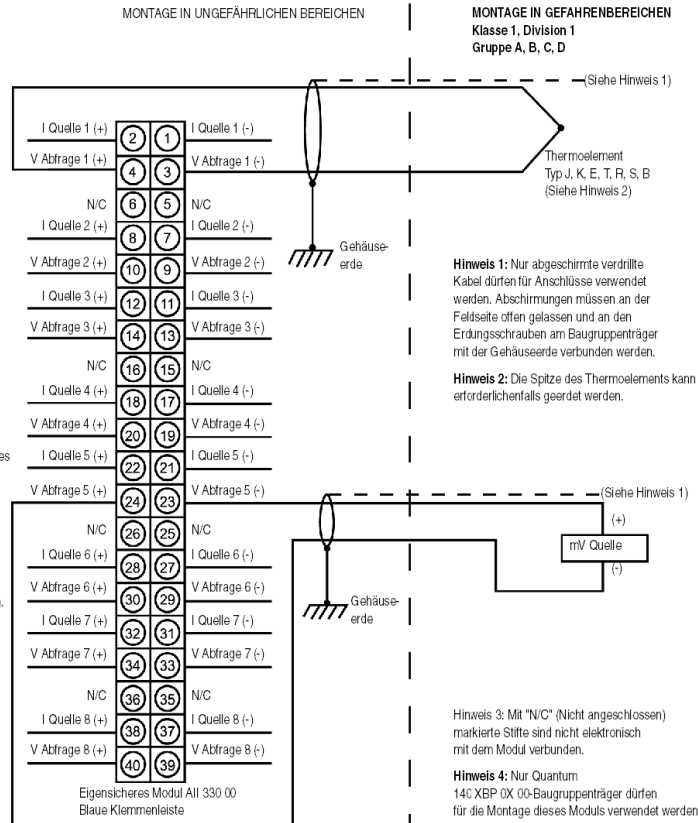 MONTAGE IN UNGEFÄHRLICHEN BEREICHEN
MONTAGE IN GEFAHRENBEREICHEN
Klasse 1, Division 1
Gruppe A, B, C, D
(Siehe Hinweis 1)
I Quelle 1 (+) 2 1 I Quelle 1 (-)
V Abfrage 1 (+) 4 3 V Abfrage 1 (-)
Thermoelement
Typ J, K, E, T, R, S, B
(Siehe Hinweis 2)
N/C 6 5 N/C
I Quelle 2 (+) 8 7 I Quelle 2 (-)
V Abfrage 2 (+) 10 9 V Abfrage 2 (-)
Gehäuse-
erde
I Quelle 3 (+) 12 11 I Quelle 3 (-)
V Abfrage 3 (+) 14 13 V Abfrage 3 (-)
N/C 16 15 N/C
I Quelle 4 (+) 18 17 I Quelle 4 (-)
V Abfrage 4 (+) 20 19 V Abfrage 4 (-)
Hinweis 1: Nur abgeschirmte verdrillte
Kabel dürfen für Anschlüsse verwendet
werden. Abschirmungen müssen an der
Feldseite offen gelassen und an den
Erdungsschrauben am Baugruppenträger
mit der Gehäuseerde verbunden werden.
Hinweis 2: Die Spitze des Thermoelements kann
erforderlichenfalls geerdet werden.
es
I Quelle 5 (+) 22 21 I Quelle 5 (-)
V Abfrage 5 (+) 24 23 V Abfrage 5 (-)
(Siehe Hinweis 1)
(+)
mV Quelle
(-)
N/C 26 25 N/C
I Quelle 6 (+) 28 27 I Quelle 6 (-)
V Abfrage 6 (+) 30 29 V Abfrage 6 (-)
Gehäuse-
erde
I Quelle 7 (+) 32 31 I Quelle 7 (-)
V Abfrage 7 (+) 34 33 V Abfrage 7 (-)
N/C 36 35 N/C
I Quelle 8 (+) 38 37 I Quelle 8 (-)
V Abfrage 8 (+) 40 39 V Abfrage 8 (-)
Eigensicheres Modul AII 330 00
Blaue Klemmenleiste
Hinweis 3: Mit "N/C" (Nicht angeschlossen)
markierte Stifte sind nicht elektronisch
mit dem Modul verbunden.
Hinweis 4: Nur Quantum
140 XBP 0X 00-Baugruppenträger dürfen
für die Montage dieses Moduls verwendet werden